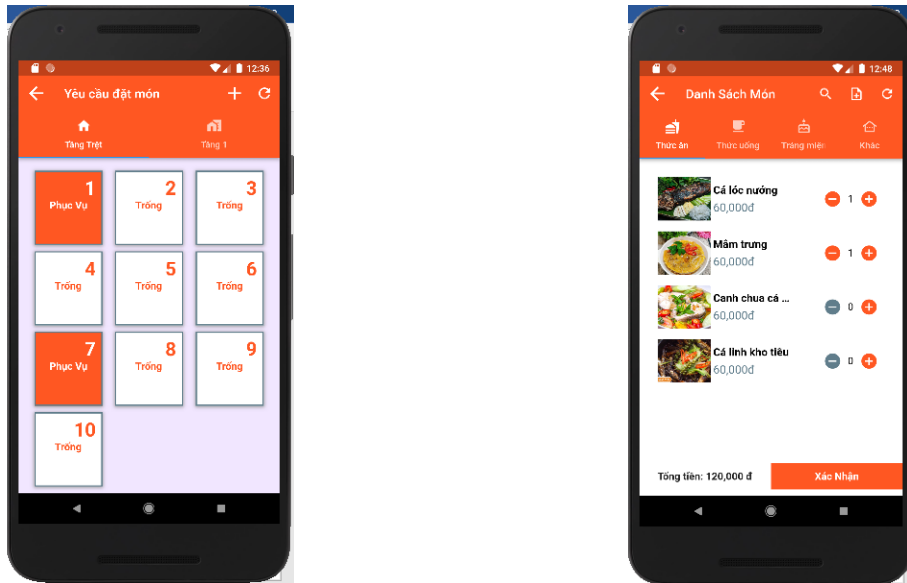 12:36
Yêu cầu đặt món
Tầng Trệt
Tầng 1
1
Phục Vụ
2
Trống
3
Trống
4
Trống
5
Trống
6
Trống
7
Phục Vụ
8
Trống
9
Trống
10
Trống
12:48
Danh Sách Món
Thức ăn
Thức uống
Tráng miện
Khác
Cá lóc nướng
60,000đ
1
Mắm trưng
60,000đ
1
Canh chua cá ...
60,000đ
0
Cá linh kho tiêu
60,000đ
0
Tổng tiền: 120,000 đ
Xác Nhận